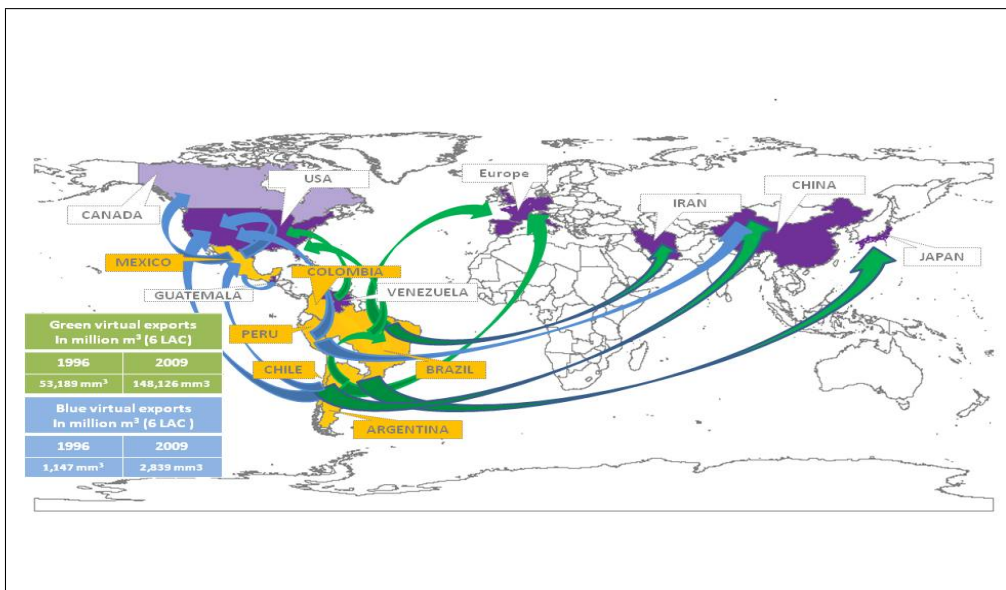 USA
Europe
CHINA
IRAN
CANADA
JAPAN
MEXICO
COLOMBIA
GUATEMALA
VENEZUELA
PERU
CHILE
BRAZIL
ARGENTINA
Green virtual exports
In million m³ (6 LAC)
1996 2009
53,189 mm³ 148,126 mm3
Blue virtual exports
In million m³ (6 LAC )
1996 2009
1,147 mm³ 2,839 mm3